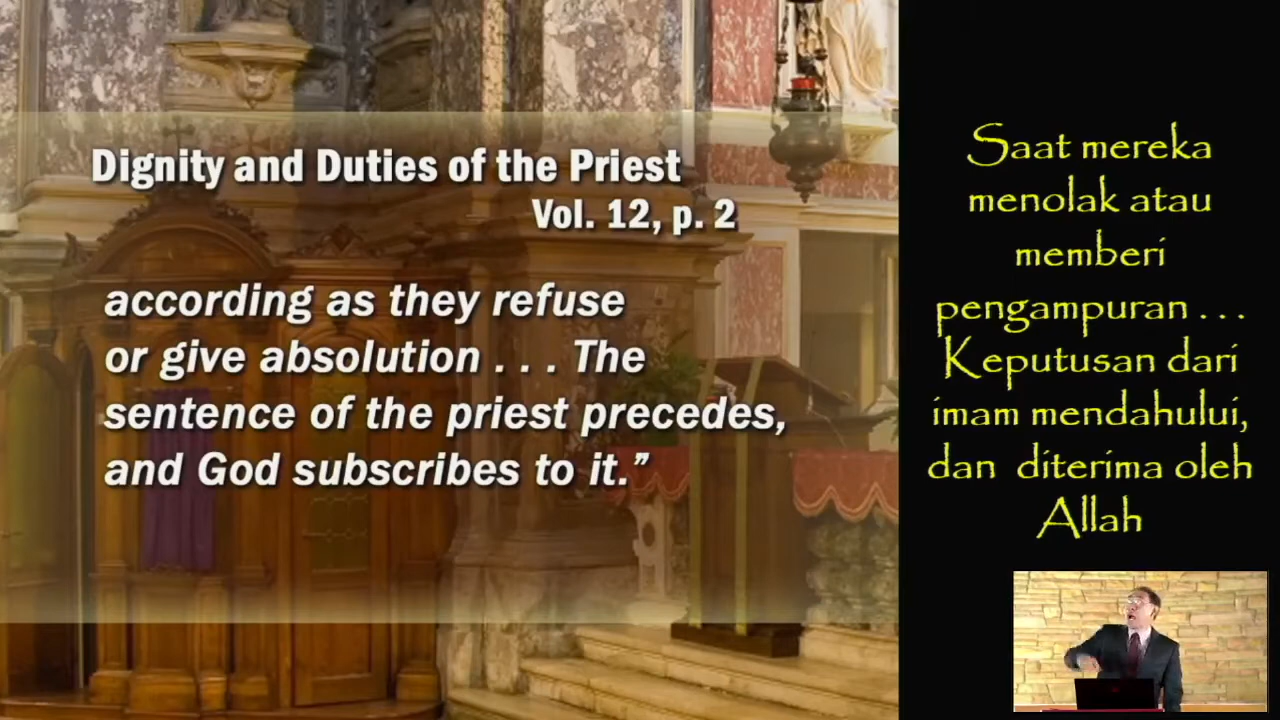 Dignity and Duties of the Priest
Vol. 12, p. 2
according as they refuse
or give absolution . . . The
sentence of the priest precedes,
and God subscribes to it.”
Saat mereka
menolak atau
memberi
pengampuran . . .
Keputusan dari
imam mendahului,
dan diterima oleh
Allah